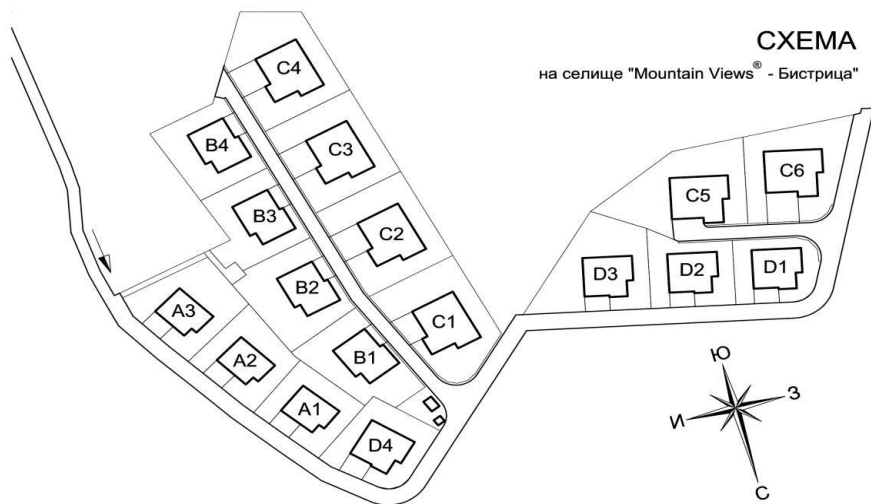 СХЕМА
на селище "Mountain Views® - Бистрица"
C4
B4
C3
C6
C5
B3
C2
D3
D2
D1
B2
A3
C1
B1
A2
A1
D4
Ю
З
И
С